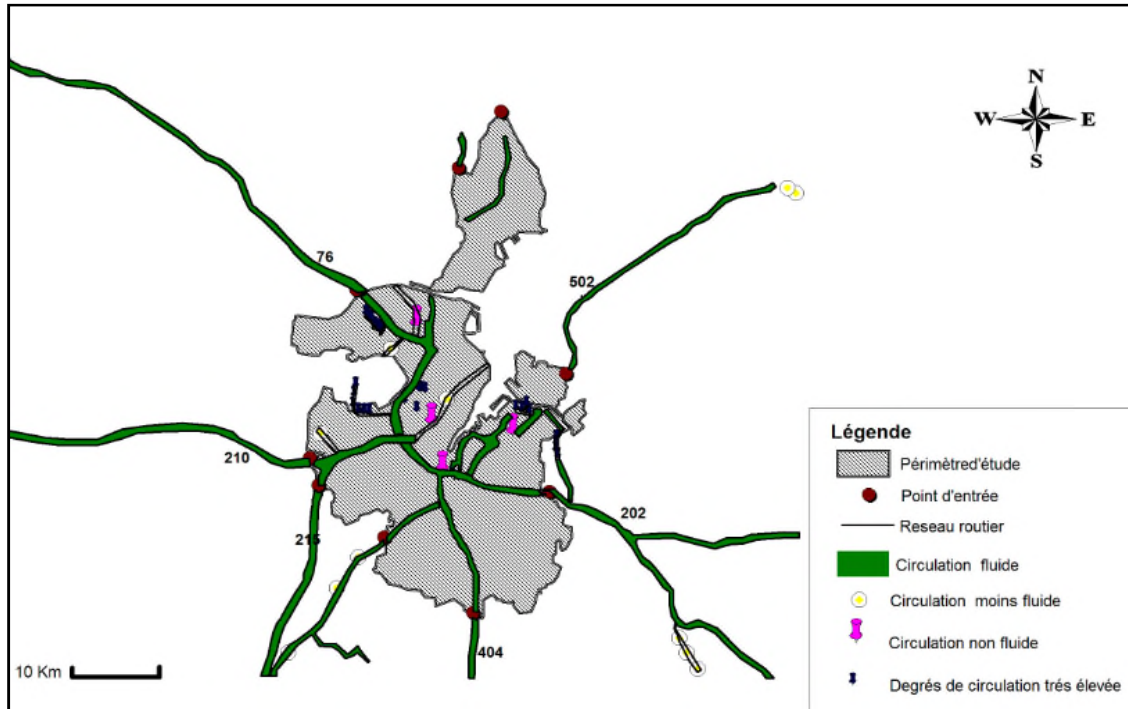 N
W E
S
76
502
210
202
215
404
10 Km
Légende
Périmètred'étude
Point d'entrée
Reseau routier
Circulation fluide
Circulation moins fluide
Circulation non fluide
Degrés de circulation trés élevée